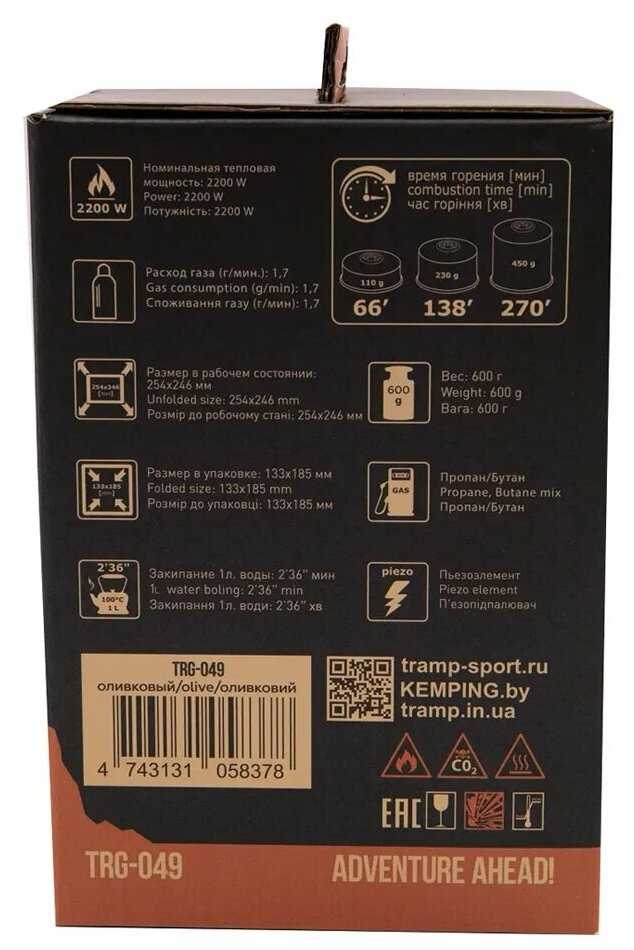 2200 W
Номинальная тепловая
мощность: 2200 W
Power: 2200 W
Потужність: 2200 W
время горения [мин]
combustion time [min]
час горіння [хв]
110 g
230 g
450 g
66’ 138’ 270’
Расход газа (г/мин.): 1,7
Gas consumption (g/min): 1,7
Споживання газу (г/мин): 1,7
254x246
[mm]
Размер в рабочем состоянии:
254x246 мм
Unfolded size: 254x246 mm
Розмір до робочому стані: 254x246 мм
600
g
Вес: 600 г
Weight: 600 g
Вага: 600 г
133x185
[mm]
Размер в упаковке: 133x185 мм
Folded size: 133x185 mm
Розмір до упаковці: 133x185 мм
GAS
Пропан/Бутан
Propane, Butane mix
Пропан/Бутан
2'36"
100°C
1 L
Закипание 1л. воды: 2'36" мин
1L water boling: 2'36" min
Закипання 1л. води: 2'36" хв
piezo
Пьезоэлемент
Piezo element
П'езопідпалювач
TRG-049
оливковый/olive/оливковий
4 743131 058378
tramp-sport.ru
KEMPING.by
tramp.in.ua
CO2
EAC
TRG-049
ADVENTURE AHEAD!